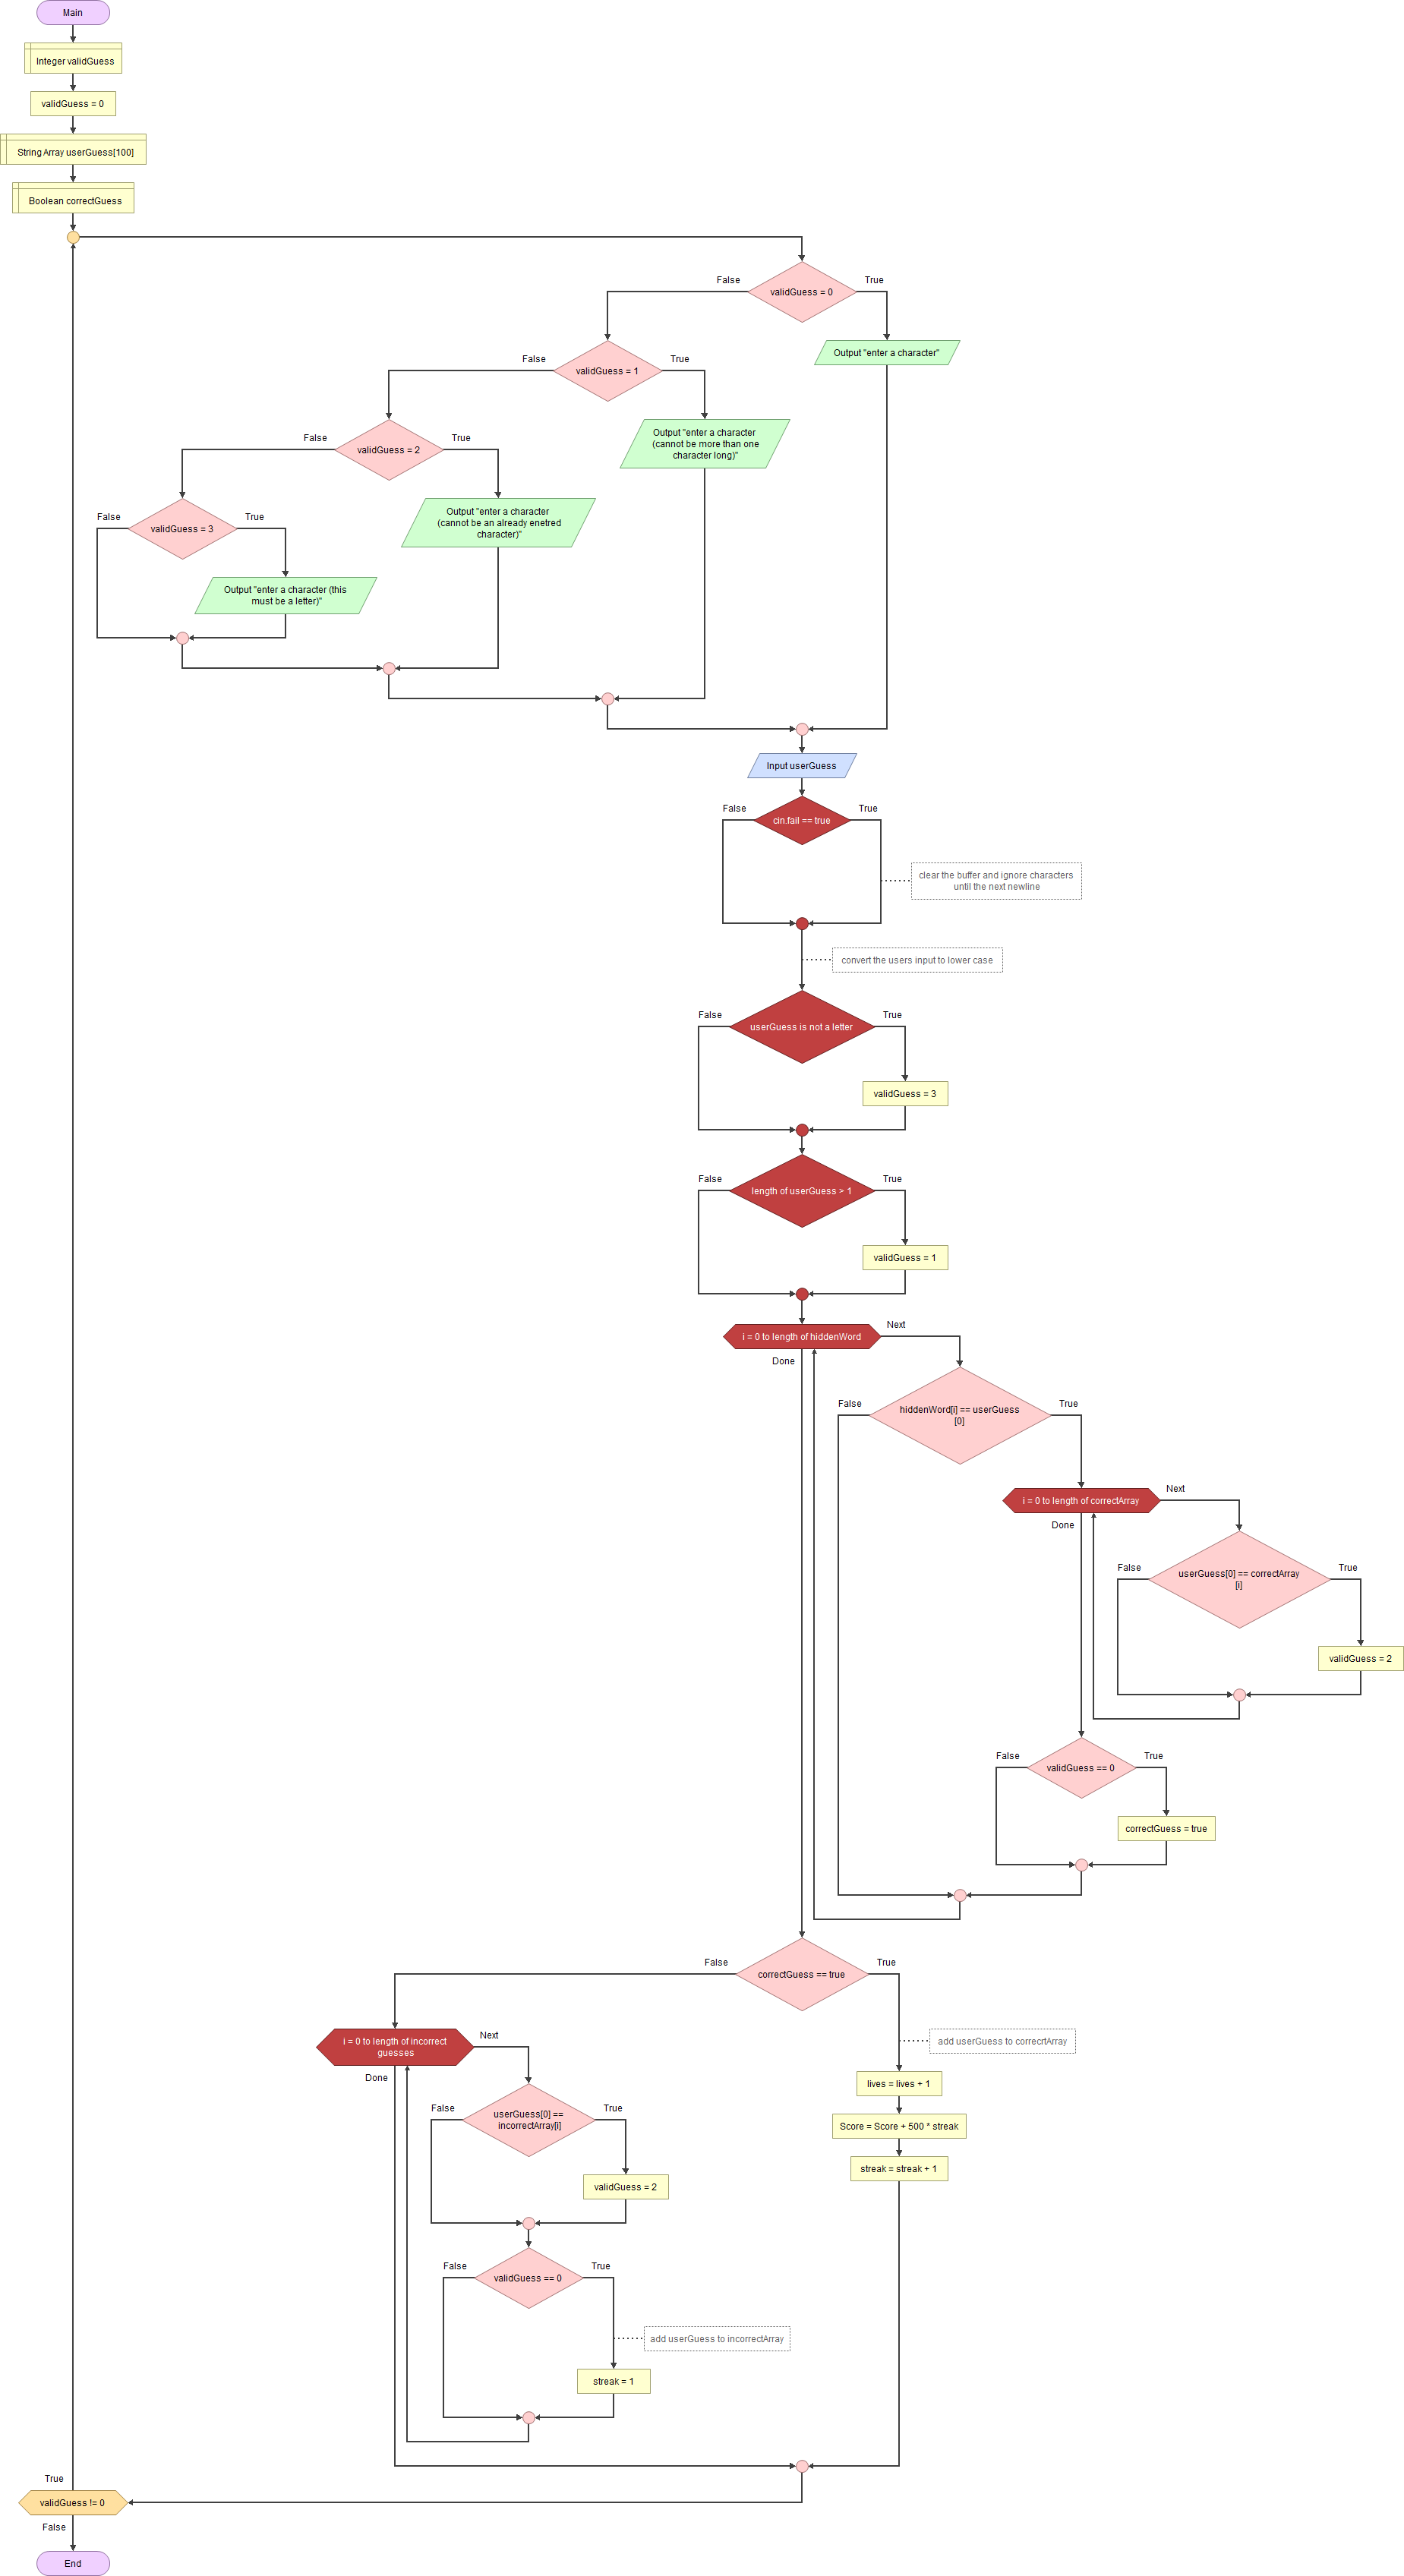 Main
Integer validGuess
validGuess = 0
String Array userGuess[100]
Boolean correctGuess
False
True
validGuess = 0
Output "enter a character"
False
True
validGuess = 1
Output "enter a character
(cannot be more than one
character long)"
False
True
validGuess = 2
Output "enter a character
(cannot be an already enetred
character)"
False
True
validGuess = 3
Output "enter a character (this
must be a letter)"
Input userGuess
False
True
cin.fail == true
clear the buffer and ignore characters
until the next newline
convert the users input to lower case
False
True
userGuess is not a letter
validGuess = 3
False
True
length of userGuess > 1
validGuess = 1
i = 0 to length of hiddenWord
Next
Done
False
True
hiddenWord[i] == userGuess
[0]
i = 0 to length of correctArray
Next
Done
False
True
userGuess[0] == correctArray
[i]
validGuess = 2
False
True
validGuess == 0
correctGuess = true
False
True
correctGuess == true
add userGuess to correcrtArray
lives = lives + 1
Score = Score + 500 * streak
streak = streak + 1
i = 0 to length of incorrect
guesses
Next
Done
False
True
userGuess[0] ==
incorrectArray[i]
validGuess = 2
False
True
validGuess == 0
add userGuess to incorrectArray
streak = 1
True
validGuess != 0
False
End